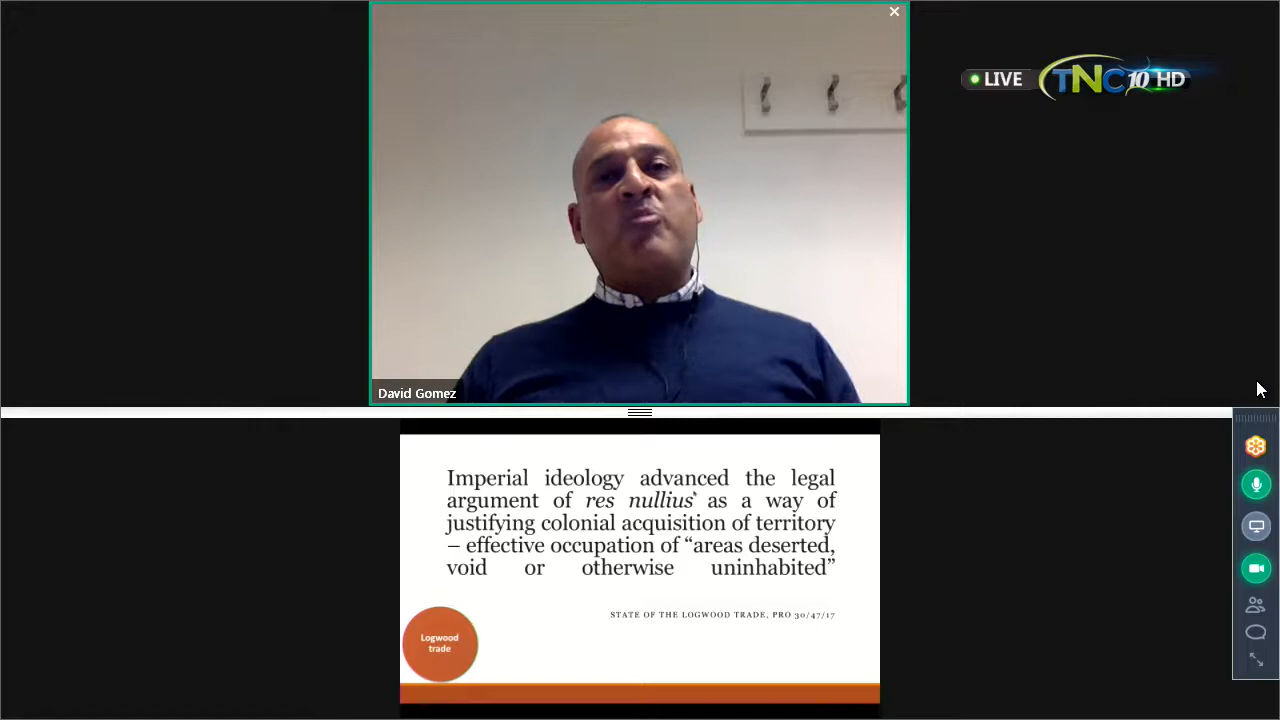 LIVE TNC 10 HD
David Gomez
Imperial ideology advanced the legal
argument of res nullius’ as a way of
justifying colonial acquisition of territory
– effective occupation of “areas deserted,
void or otherwise uninhabited”
STATE OF THE LOGWOOD TRADE, PRO 30/47/17
Logwood
trade